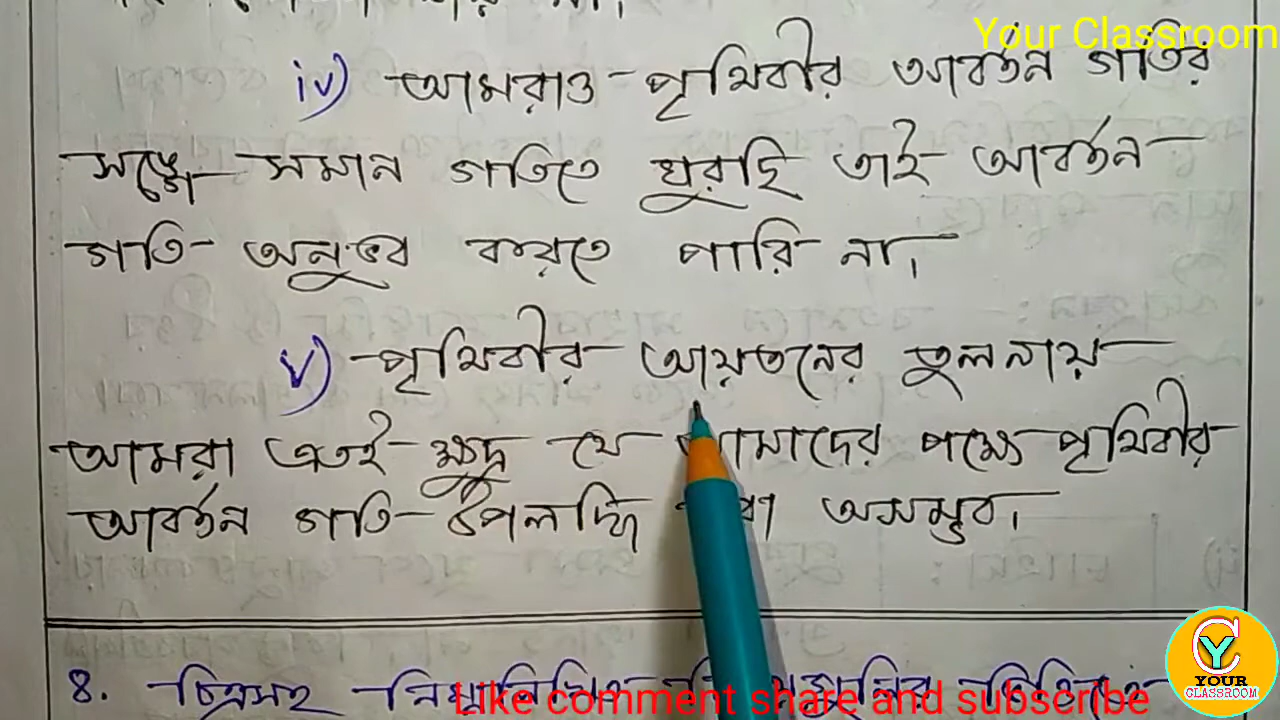 Your Classroom
iv) আমরাও পৃথিবীর আবর্তন গতির
সঙ্গে সমান গতিতে ঘুরছি তাই আবর্তন
গতি অনুভব করতে পারি না।
v) পৃথিবীর আয়তনের তুলনায়
আমরা এতই ক্ষুদ্র যে আমাদের পক্ষে পৃথিবীর
আবর্তন গতি উপলব্ধি করা অসম্ভব।
৪. চিত্রসহ নিম্নলিখিত
Like comment share and subscribe
YOUR
CLASSROOM